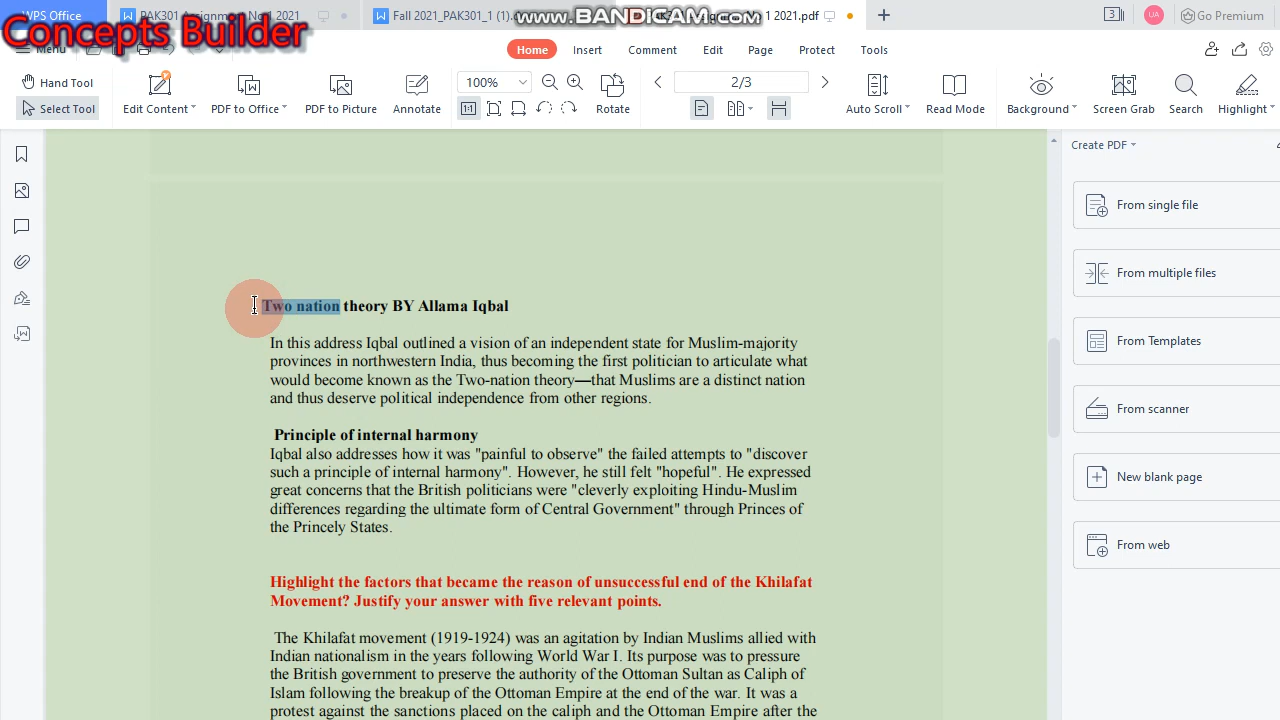 WPS Office
PAK301 Assignment No 1 2021
Fall 2021_PAK301_1 (1).
www.BANDICAM.com
1 2021.pdf
3
UA
Go Premium
Concepts Builder
Menu
Home
Insert
Comment
Edit
Page
Protect
Tools
Hand Tool
Select Tool
Edit Content
PDF to Office
PDF to Picture
Annotate
100%
1:1
Rotate
2/3
Auto Scroll
Read Mode
Background
Screen Grab
Search
Highlight
Create PDF
From single file
From multiple files
From Templates
From scanner
New blank page
From web
Two nation theory BY Allama Iqbal
In this address Iqbal outlined a vision of an independent state for Muslim-majority
provinces in northwestern India, thus becoming the first politician to articulate what
would become known as the Two-nation theory—that Muslims are a distinct nation
and thus deserve political independence from other regions.
Principle of internal harmony
Iqbal also addresses how it was "painful to observe" the failed attempts to "discover
such a principle of internal harmony". However, he still felt "hopeful". He expressed
great concerns that the British politicians were "cleverly exploiting Hindu-Muslim
differences regarding the ultimate form of Central Government" through Princes of
the Princely States.
Highlight the factors that became the reason of unsuccessful end of the Khilafat
Movement? Justify your answer with five relevant points.
The Khilafat movement (1919-1924) was an agitation by Indian Muslims allied with
Indian nationalism in the years following World War I. Its purpose was to pressure
the British government to preserve the authority of the Ottoman Sultan as Caliph of
Islam following the breakup of the Ottoman Empire at the end of the war. It was a
protest against the sanctions placed on the caliph and the Ottoman Empire after the